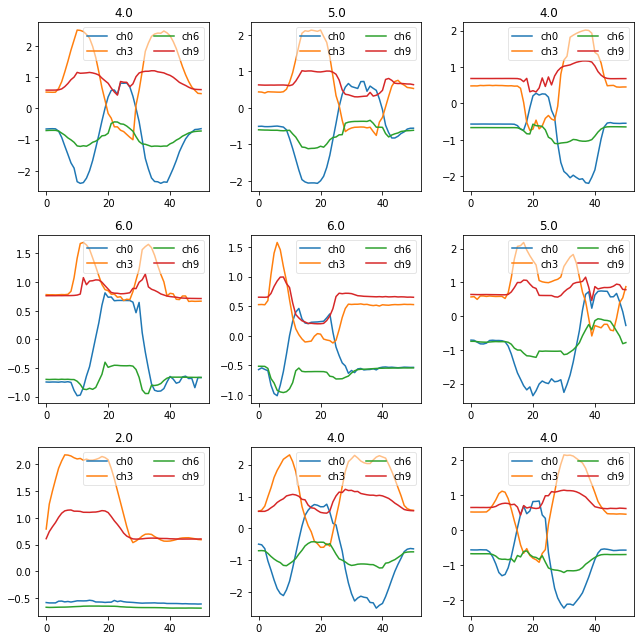 4.0 5.0 4.0
ch0 ch6 ch0 ch6 ch0 ch6
ch3 ch9 ch3 ch9 ch3 ch9
2 2 2
1 1 1
0 0 0
−1 −1 −1
−2 −2 −2
0 20 40 0 20 40 0 20 40
6.0 6.0 5.0
ch0 ch6 ch0 ch6 ch0 ch6
ch3 ch9 ch3 ch9 ch3 ch9
1.5 1.5 2
1.0 1.0 1
0.5 0.5 0
0.0 0.0 −1
−0.5 −0.5 −2
−1.0 −1.0
0 20 40 0 20 40 0 20 40
2.0 4.0 4.0
ch0 ch6 ch0 ch6 ch0 ch6
ch3 ch9 ch3 ch9 ch3 ch9
2.0 2 2
1.5 1 1
1.0 0 0
0.5 −1 −1
0.0 −2 −2
−0.5
0 20 40 0 20 40 0 20 40